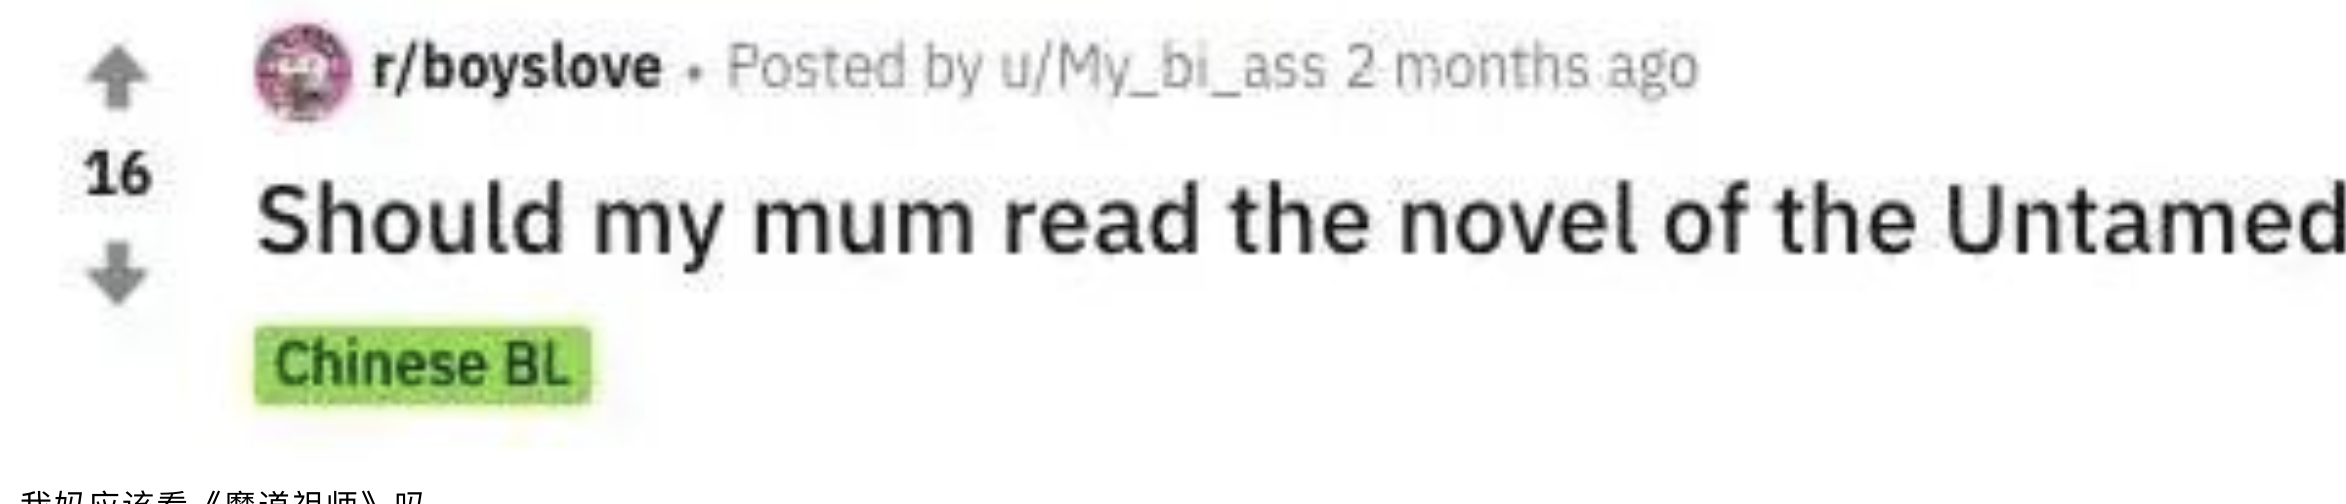 r/boyslove • Posted by u/My_bi_ass 2 months ago
16
Should my mum read the novel of the Untamed
Chinese BL
我妈应该看《魔道祖师》吗